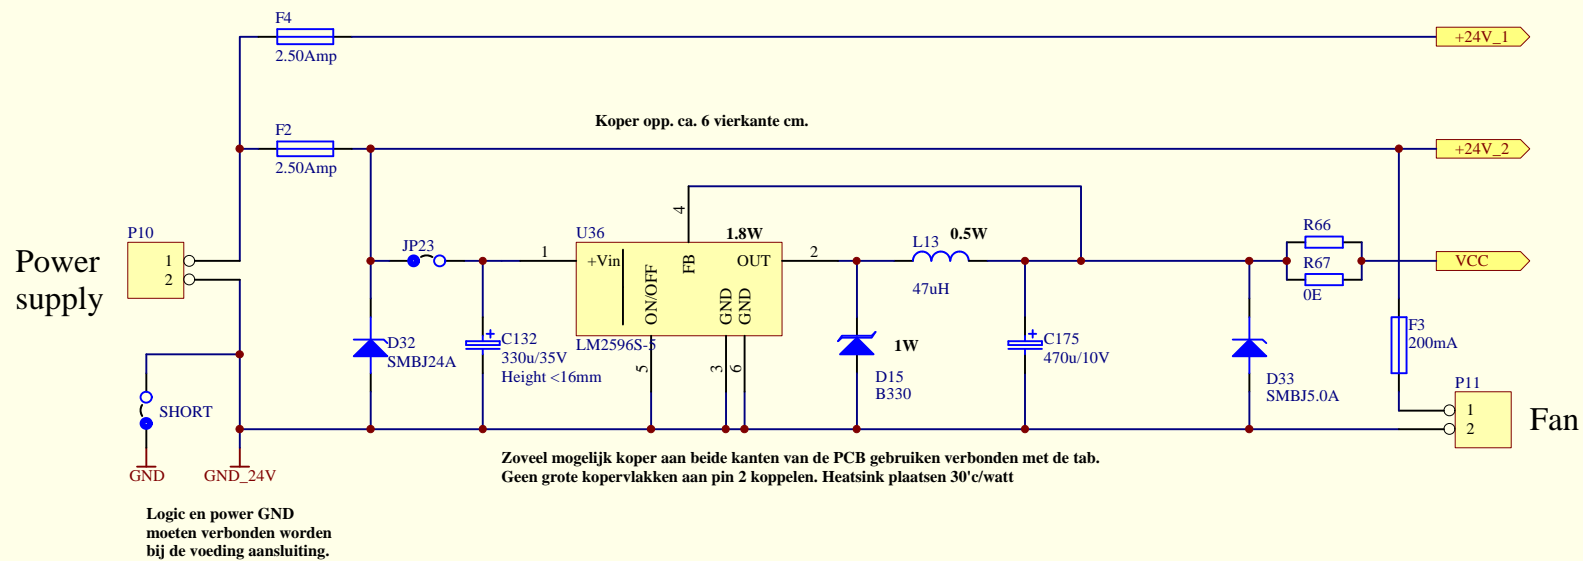 F4
2.50Amp
+24V_1
Koper opp. ca. 6 vierkante cm.
F2
2.50Amp
+24V_2
P10
Power
supply
1
2
JP23
1
U36
4
1.8W
+Vin
FB
OUT
ON/OFF
GND
GND
LM2596S-5
5
3
6
2
L13
0.5W
47uH
R66
R67
0E
VCC
D32
SMBJ24A
C132
330u/35V
Height <16mm
1W
D15
B330
C175
470u/10V
D33
SMBJ5.0A
F3
200mA
P11
1
2
Fan
SHORT
GND
GND_24V
Zoveel mogelijk koper aan beide kanten van de PCB gebruiken verbonden met de tab.
Geen grote kopervlakken aan pin 2 koppelen. Heatsink plaatsen 30'c/watt
Logic en power GND
moeten verbonden worden
bij de voeding aansluiting.